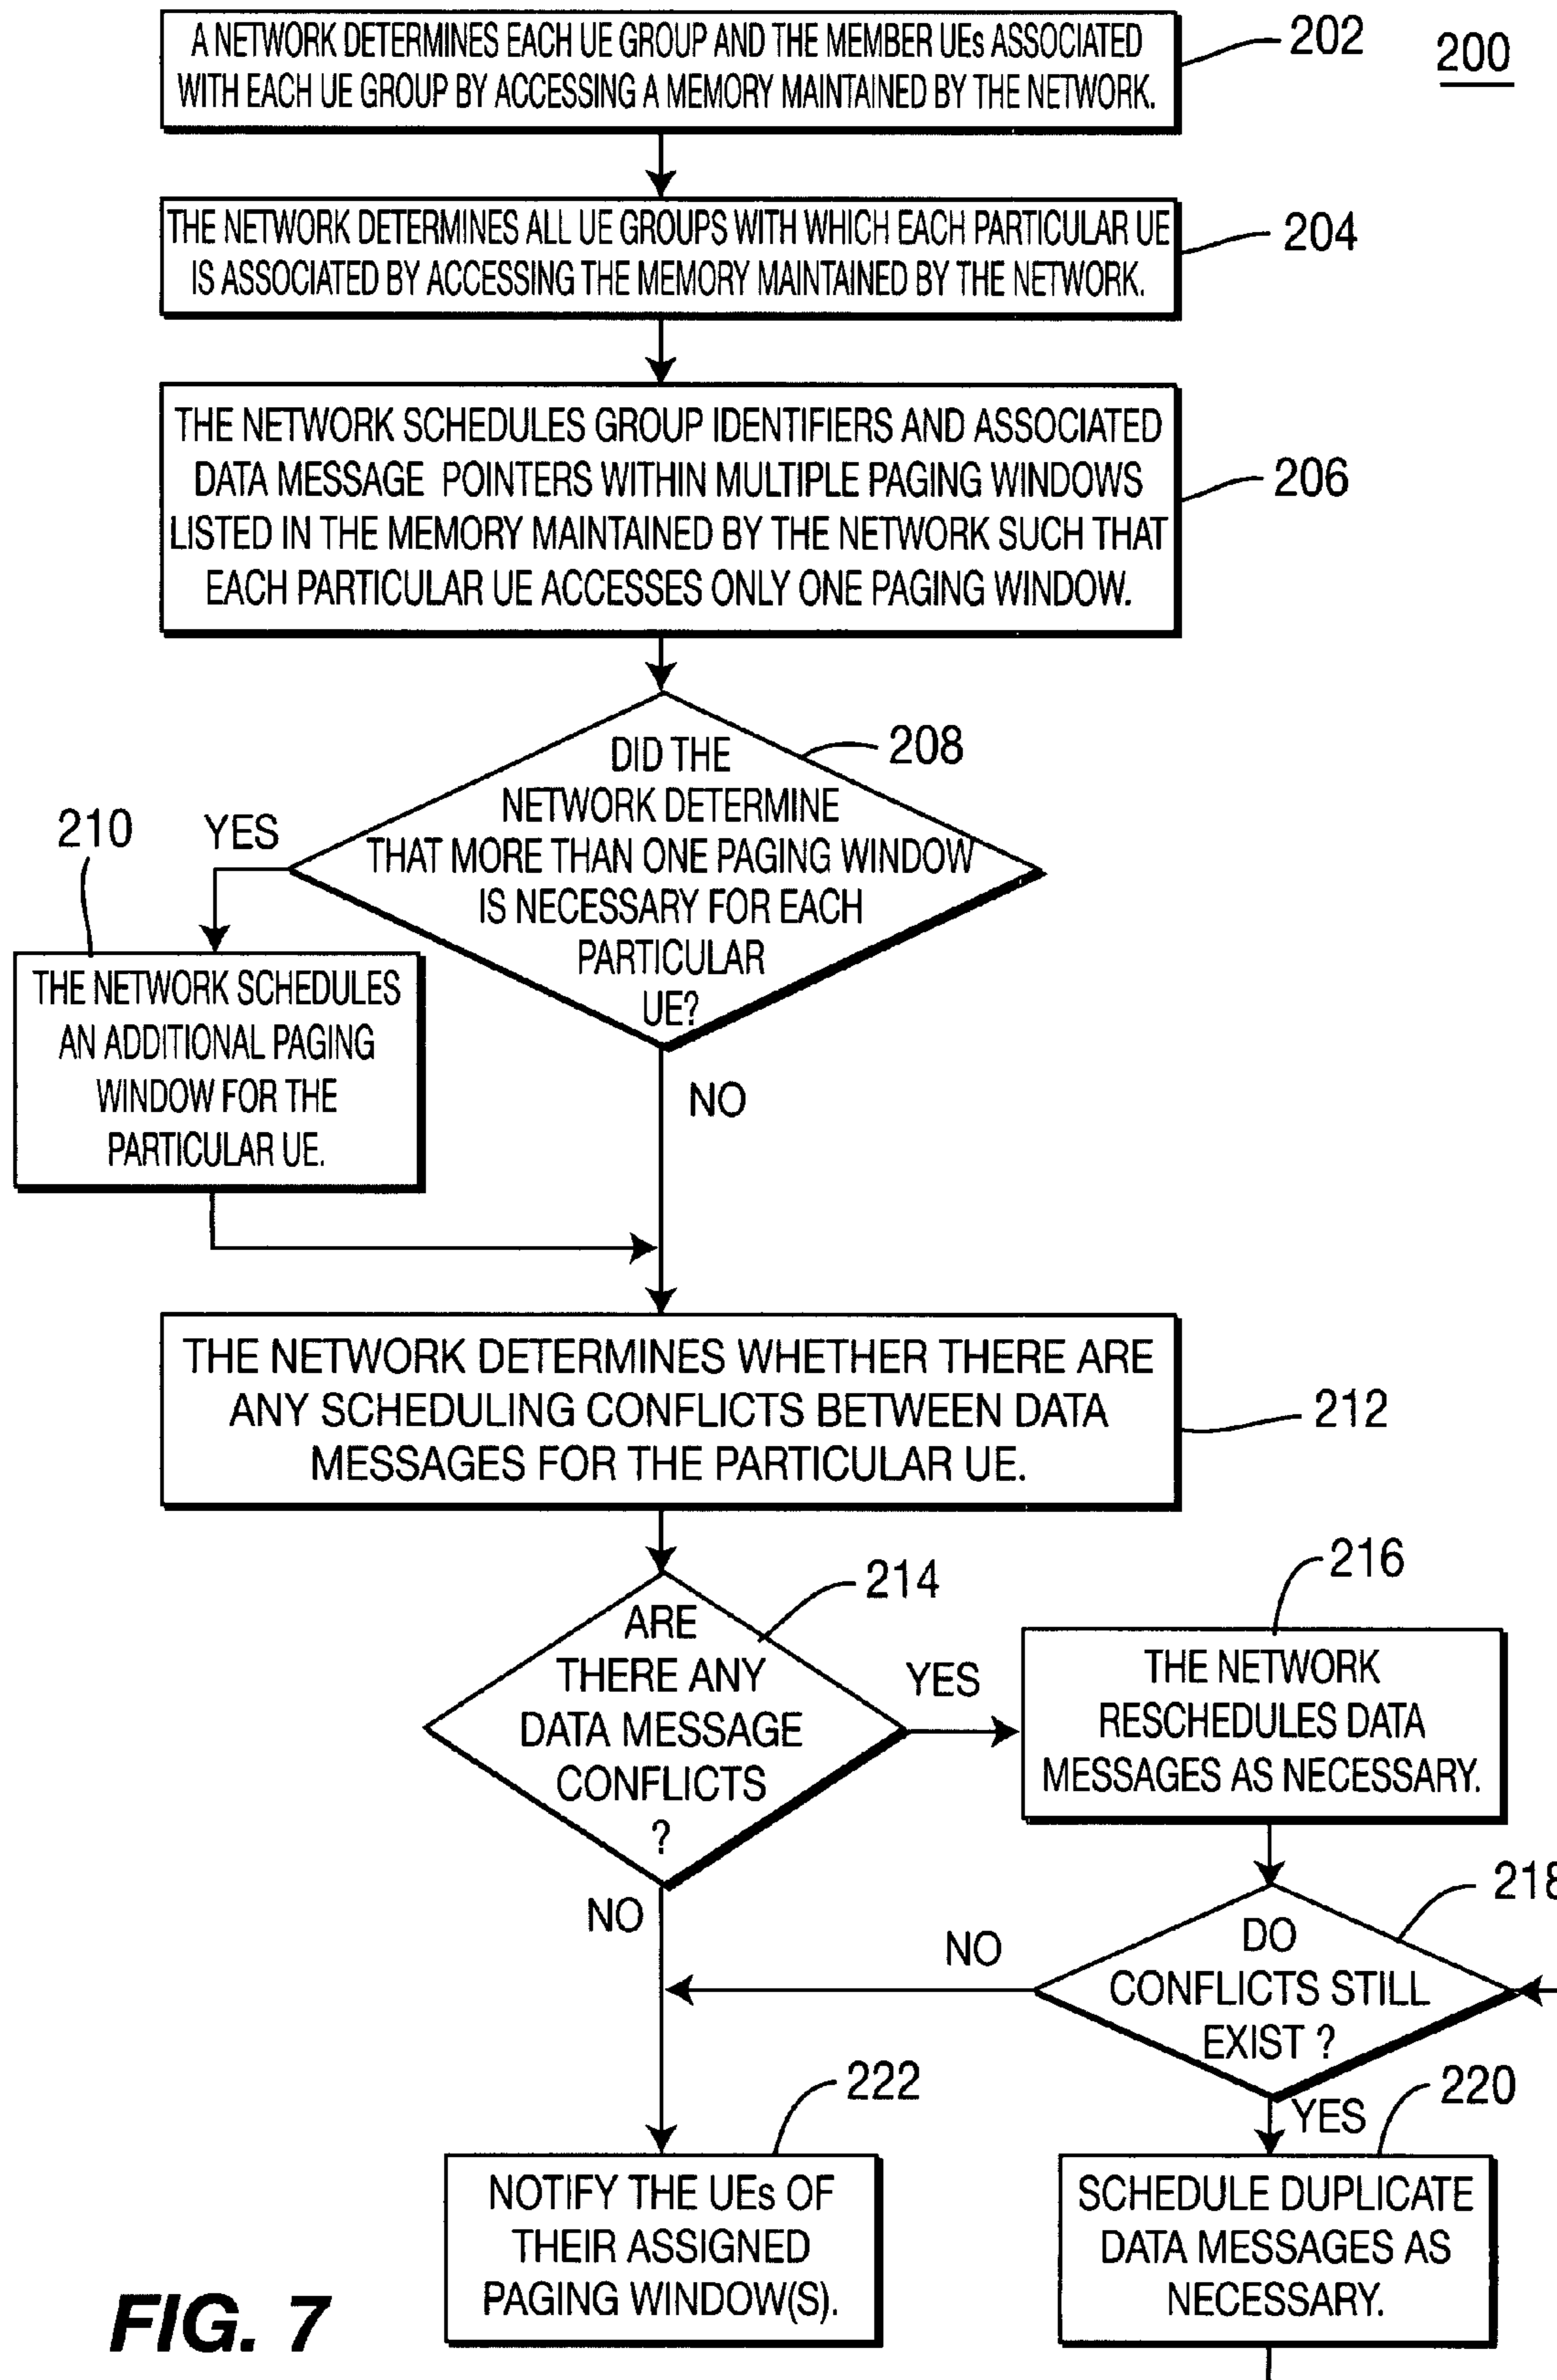 A NETWORK DETERMINES EACH UE GROUP AND THE MEMBER UEs ASSOCIATED
WITH EACH UE GROUP BY ACCESSING A MEMORY MAINTAINED BY THE NETWORK.
202
200
THE NETWORK DETERMINES ALL UE GROUPS WITH WHICH EACH PARTICULAR UE
IS ASSOCIATED BY ACCESSING THE MEMORY MAINTAINED BY THE NETWORK.
204
THE NETWORK SCHEDULES GROUP IDENTIFIERS AND ASSOCIATED
DATA MESSAGE POINTERS WITHIN MULTIPLE PAGING WINDOWS
LISTED IN THE MEMORY MAINTAINED BY THE NETWORK SUCH THAT
EACH PARTICULAR UE ACCESSES ONLY ONE PAGING WINDOW.
206
DID THE
NETWORK DETERMINE
THAT MORE THAN ONE PAGING WINDOW
IS NECESSARY FOR EACH
PARTICULAR
UE?
208
YES
210
THE NETWORK SCHEDULES
AN ADDITIONAL PAGING
WINDOW FOR THE
PARTICULAR UE.
NO
THE NETWORK DETERMINES WHETHER THERE ARE
ANY SCHEDULING CONFLICTS BETWEEN DATA
MESSAGES FOR THE PARTICULAR UE.
212
ARE
THERE ANY
DATA MESSAGE
CONFLICTS
?
214
YES
216
THE NETWORK
RESCHEDULES DATA
MESSAGES AS NECESSARY.
NO
218
DO
CONFLICTS STILL
EXIST ?
NO
YES
222
NOTIFY THE UEs OF
THEIR ASSIGNED
PAGING WINDOW(S).
220
SCHEDULE DUPLICATE
DATA MESSAGES AS
NECESSARY.
FIG. 7